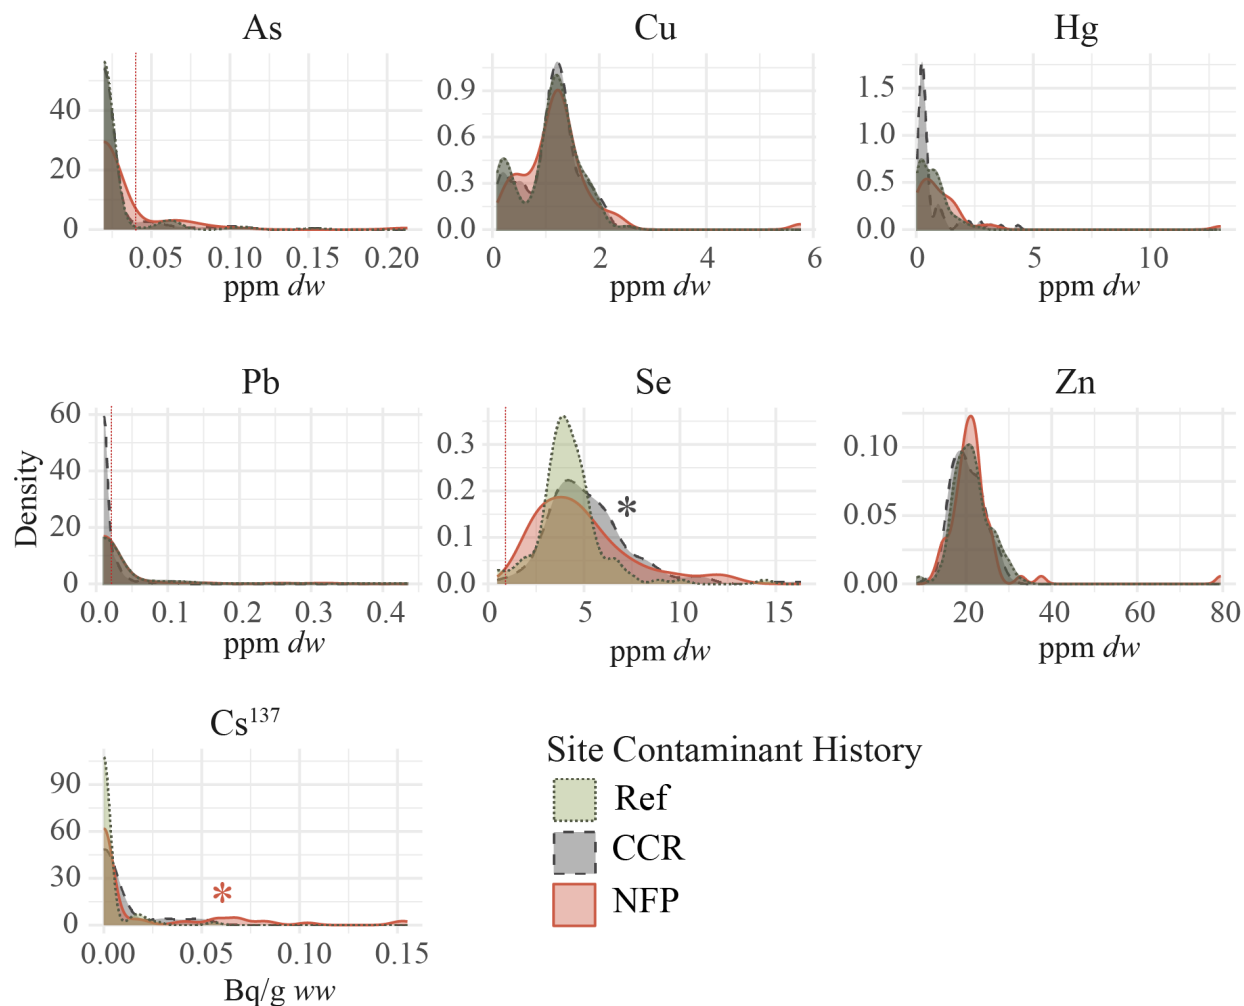 As Cu Hg
40
20
0
0.05 0.10 0.15 0.20
ppm dw
0.9
0.6
0.3
0.0
0 2 4 6
ppm dw
1.5
1.0
0.5
0.0
0 5 10
ppm dw
Pb Se Zn
Density
60
40
20
0
0.0 0.1 0.2 0.3 0.4
ppm dw
0.3
0.2
0.1
0.0
*
0 5 10 15
ppm dw
0.10
0.05
0.00
20 40 60 80
ppm dw
Cs¹³⁷
90
60
30
0
*
0.00 0.05 0.10 0.15
Bq/g ww
Site Contaminant History
Ref
CCR
NFP